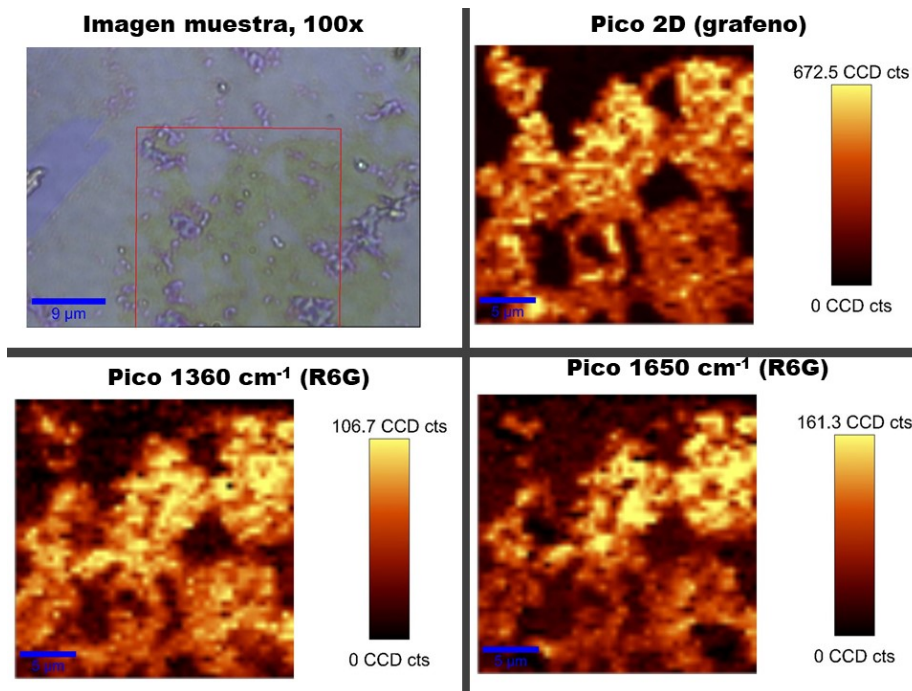 Imagen muestra, 100x
9 µm
Pico 2D (grafeno)
672.5 CCD cts
0 CCD cts
5 µm
Pico 1360 cm⁻¹ (R6G)
106.7 CCD cts
0 CCD cts
5 µm
Pico 1650 cm⁻¹ (R6G)
161.3 CCD cts
0 CCD cts
5 µm